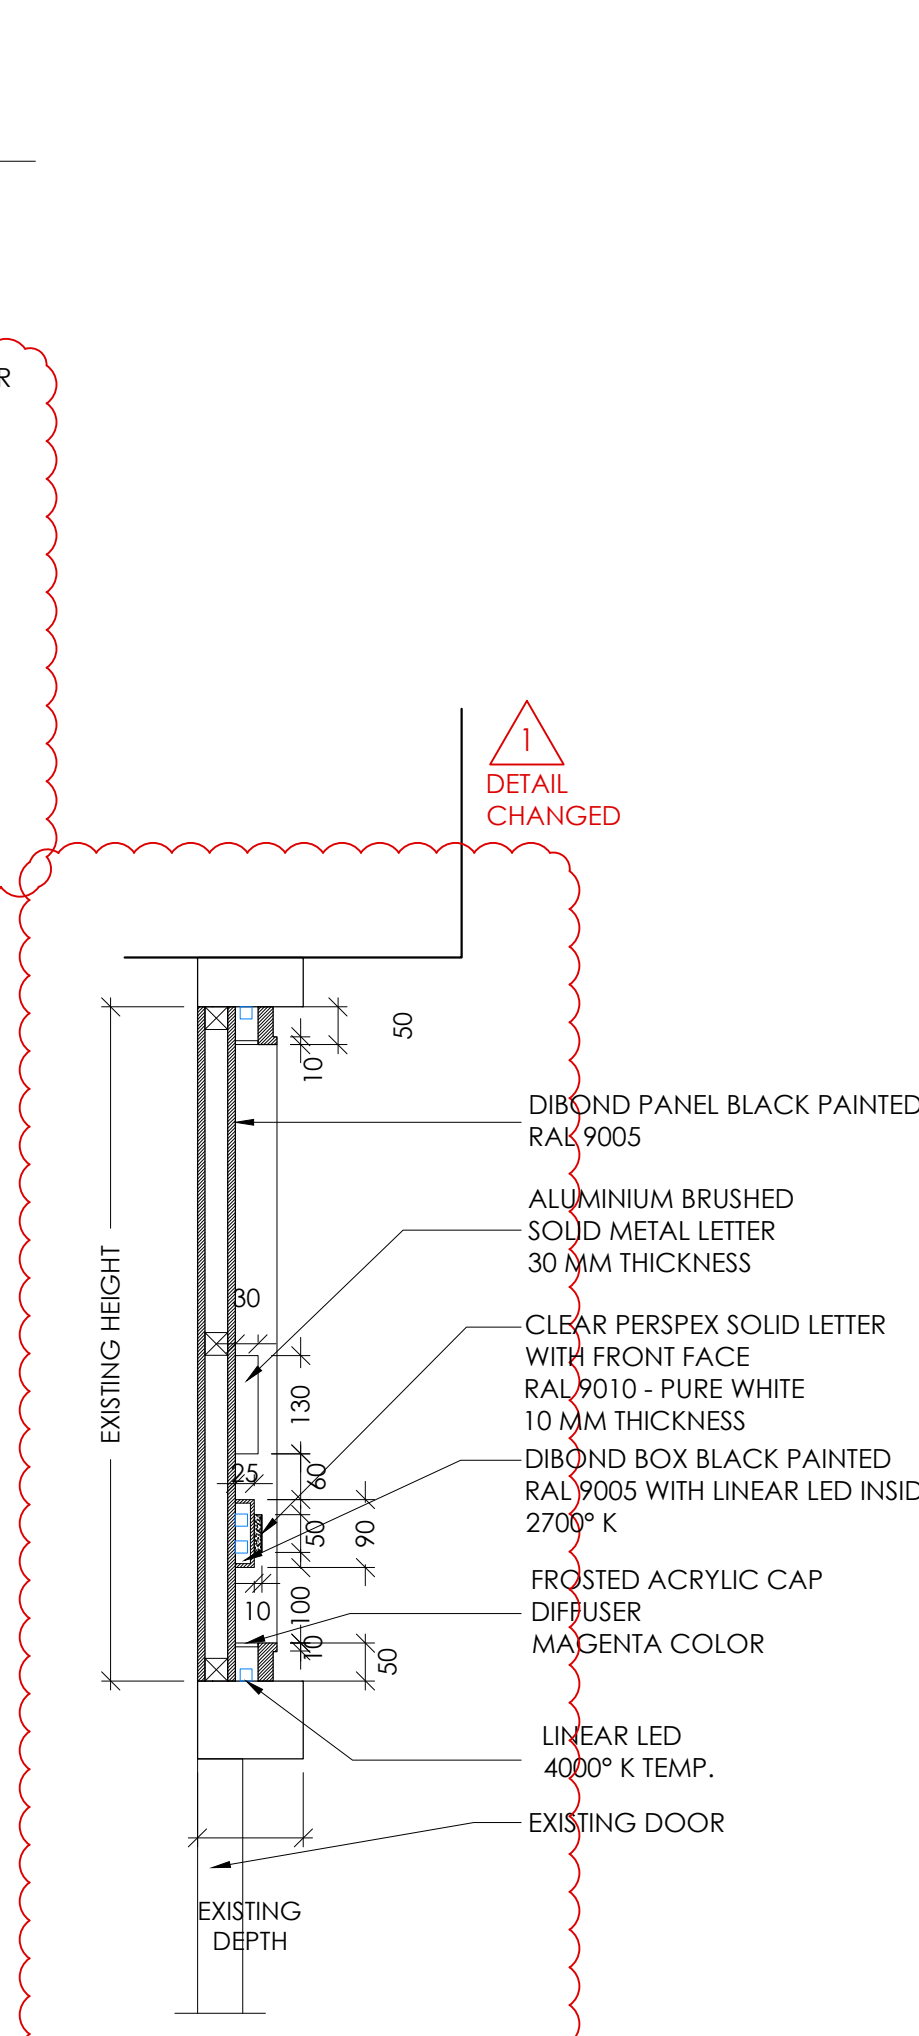 R
1
DETAIL
CHANGED
50
10
DIBOND PANEL BLACK PAINTED
RAL 9005
ALUMINIUM BRUSHED
SOLID METAL LETTER
30 MM THICKNESS
EXISTING HEIGHT
30
CLEAR PERSPEX SOLID LETTER
WITH FRONT FACE
RAL 9010 - PURE WHITE
10 MM THICKNESS
130
DIBOND BOX BLACK PAINTED
RAL 9005 WITH LINEAR LED INSID
2700° K
25
60
50
90
FROSTED ACRYLIC CAP
DIFFUSER
MAGENTA COLOR
10
100
10
50
LINEAR LED
4000° K TEMP.
EXISTING DOOR
EXISTING
DEPTH